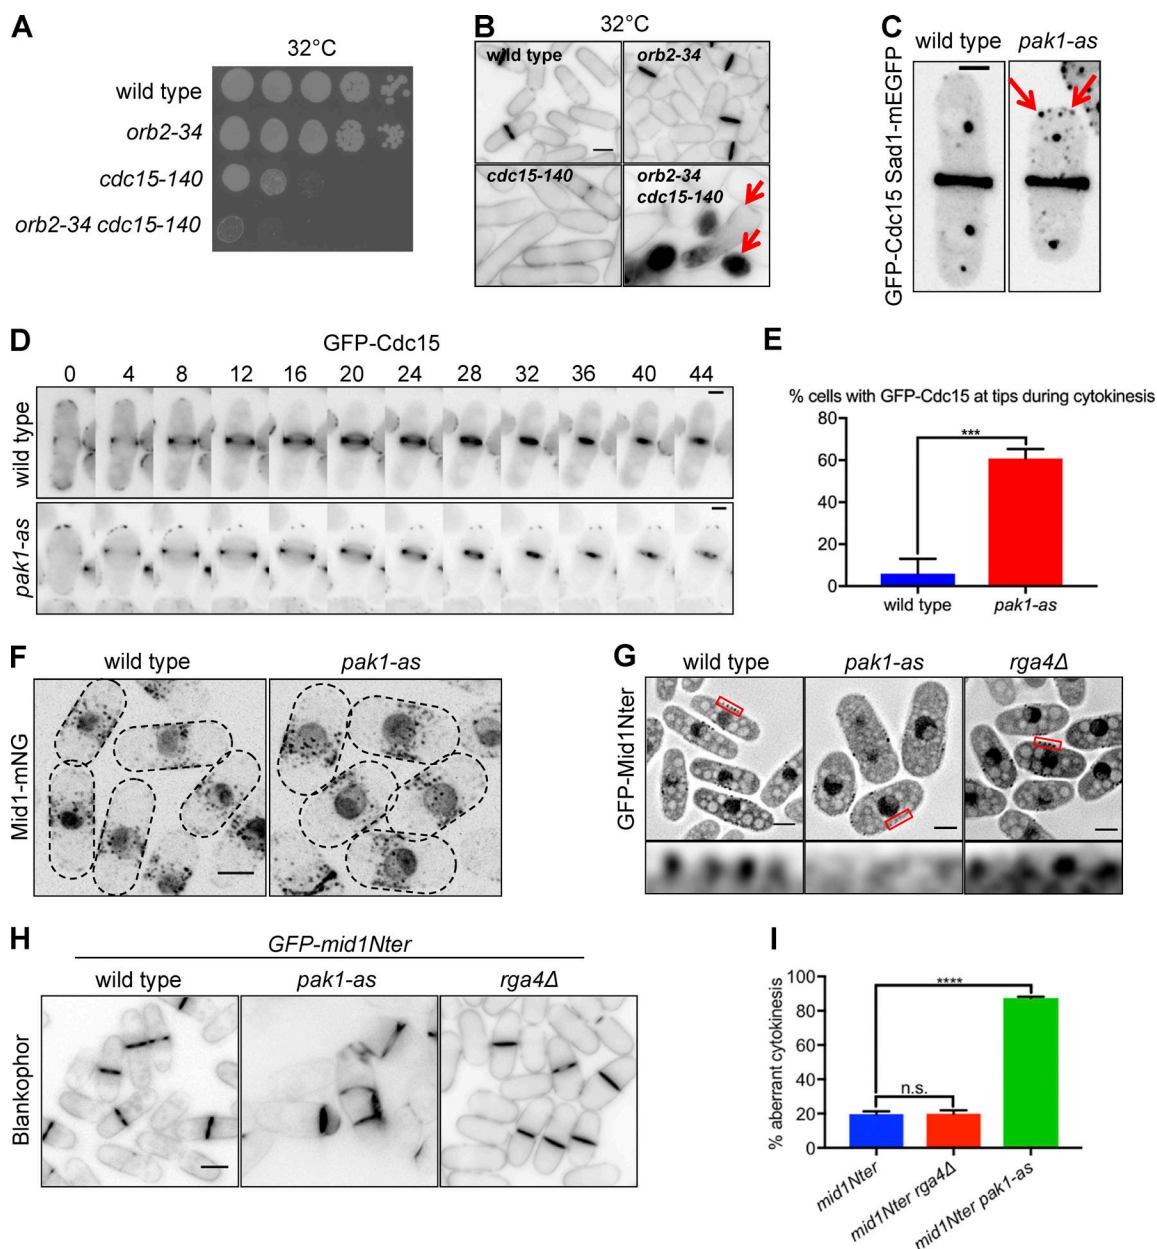 A
32°C
wild type
orb2-34
cdc15-140
orb2-34 cdc15-140
B
32°C
wild type
orb2-34
cdc15-140
orb2-34
cdc15-140
C
wild type
pak1-as
GFP-Cdc15 Sad1-mEGFP
D
GFP-Cdc15
0 4 8 12 16 20 24 28 32 36 40 44
wild type
pak1-as
E
% cells with GFP-Cdc15 at tips during cytokinesis
***
80
60
40
20
0
wild type
pak1-as
F
wild type
pak1-as
Mid1-mNG
G
wild type
pak1-as
rga4Δ
GFP-Mid1Nter
H
GFP-mid1Nter
wild type
pak1-as
rga4Δ
Blankophor
I
% aberrant cytokinesis
100
80
60
40
20
0
****
n.s.
mid1Nter
mid1Nter rga4Δ
mid1Nter pak1-as